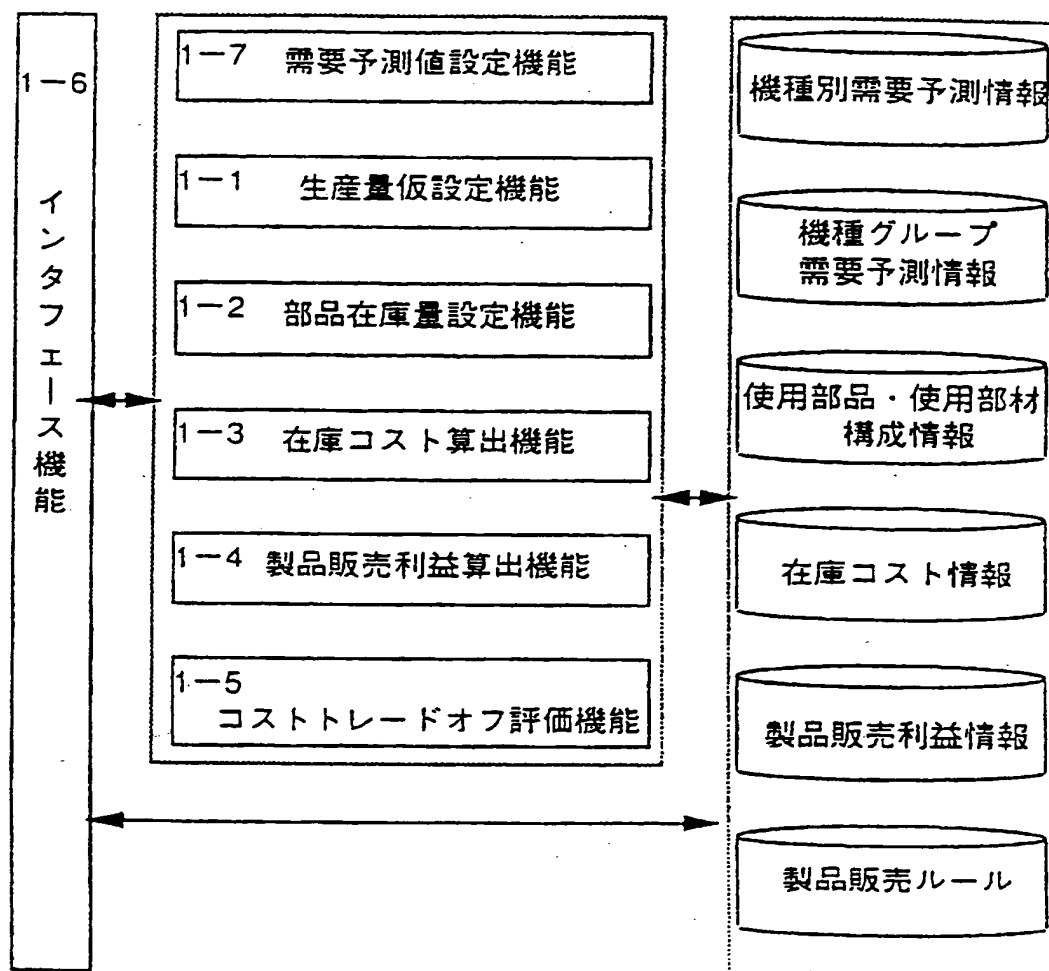 1-6
インタフェース機能
1-7 需要予測値設定機能
1-1 生産量仮設定機能
1-2 部品在庫量設定機能
1-3 在庫コスト算出機能
1-4 製品販売利益算出機能
1-5
コストトレードオフ評価機能
機種別需要予測情報
機種グループ
需要予測情報
使用部品・使用部材
構成情報
在庫コスト情報
製品販売利益情報
製品販売ルール